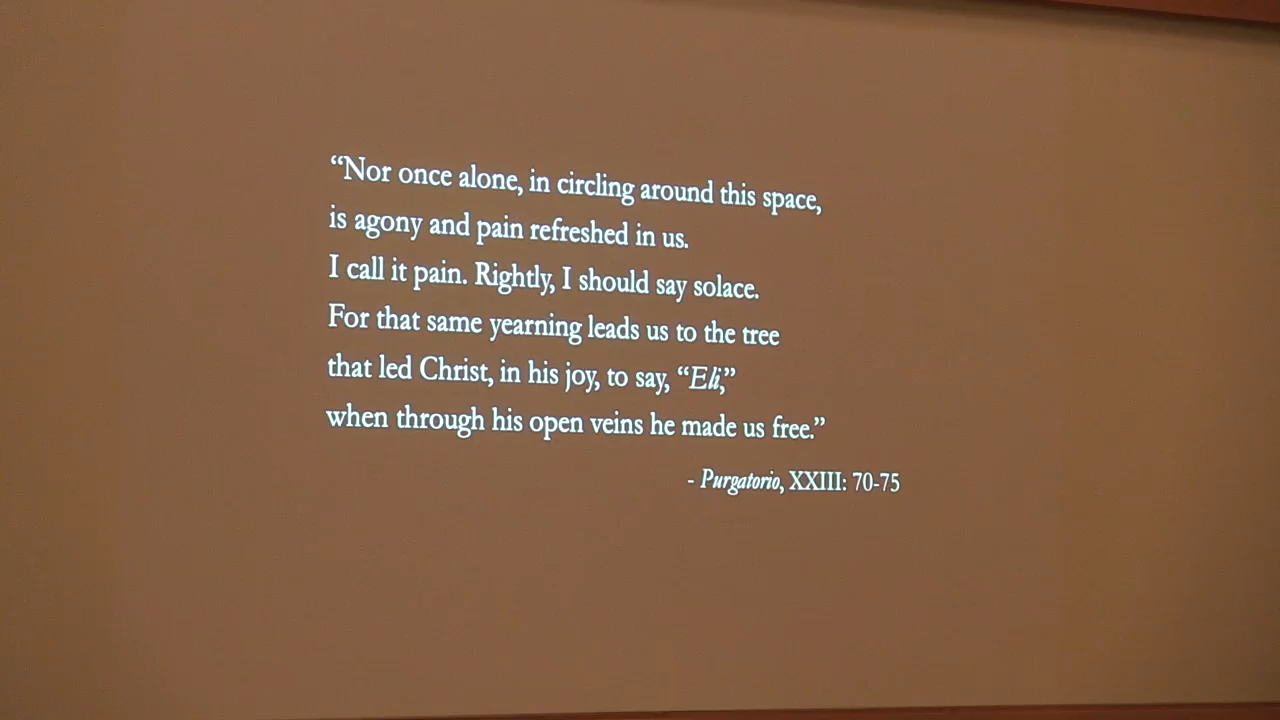 “Nor once alone, in circling around this space,
is agony and pain refreshed in us.
I call it pain. Rightly, I should say solace.
For that same yearning leads us to the tree
that led Christ, in his joy, to say, “Eli,”
when through his open veins he made us free.”
- Purgatorio, XXIII: 70-75